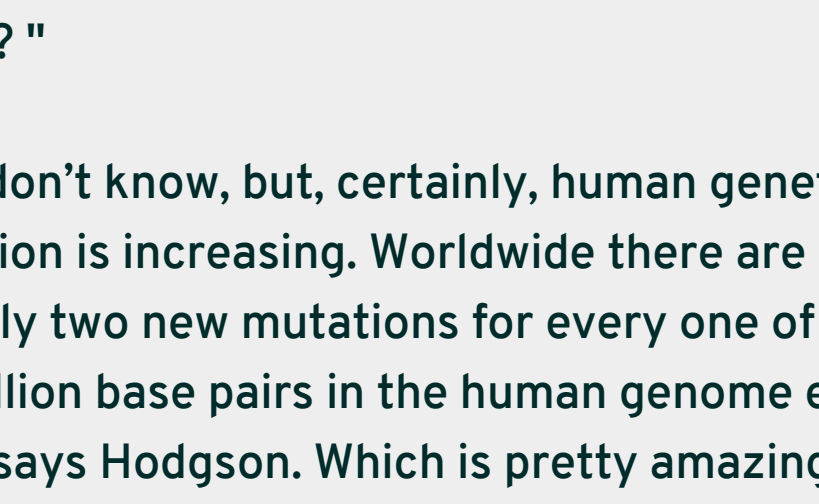 ? "
don’t know, but, certainly, human genet
ion is increasing. Worldwide there are
ly two new mutations for every one of
llion base pairs in the human genome e
says Hodgson. Which is pretty amazing